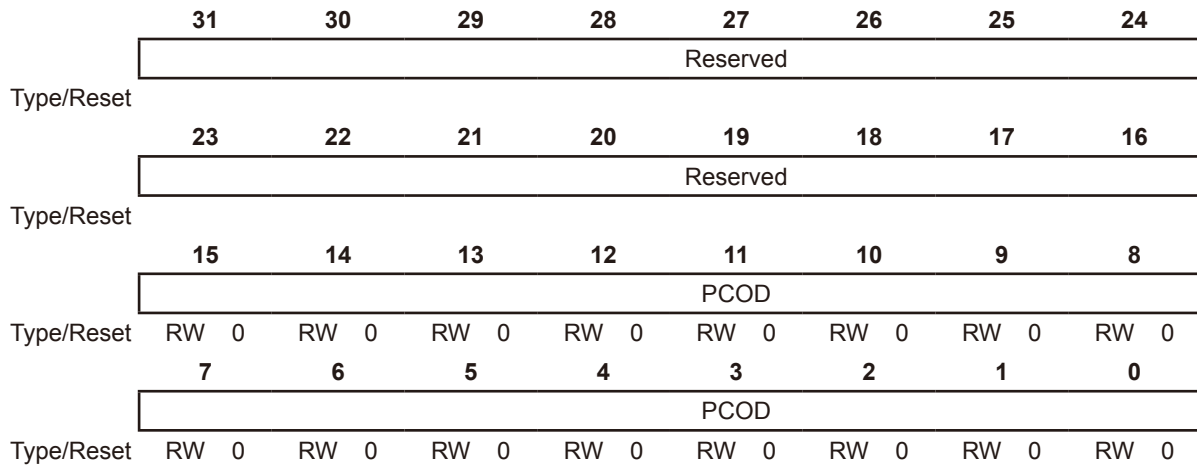 31 30 29 28 27 26 25 24
Reserved
Type/Reset
23 22 21 20 19 18 17 16
Reserved
Type/Reset
15 14 13 12 11 10 9 8
PCOD
Type/Reset RW 0 RW 0 RW 0 RW 0 RW 0 RW 0 RW 0 RW 0
7 6 5 4 3 2 1 0
PCOD
Type/Reset RW 0 RW 0 RW 0 RW 0 RW 0 RW 0 RW 0 RW 0